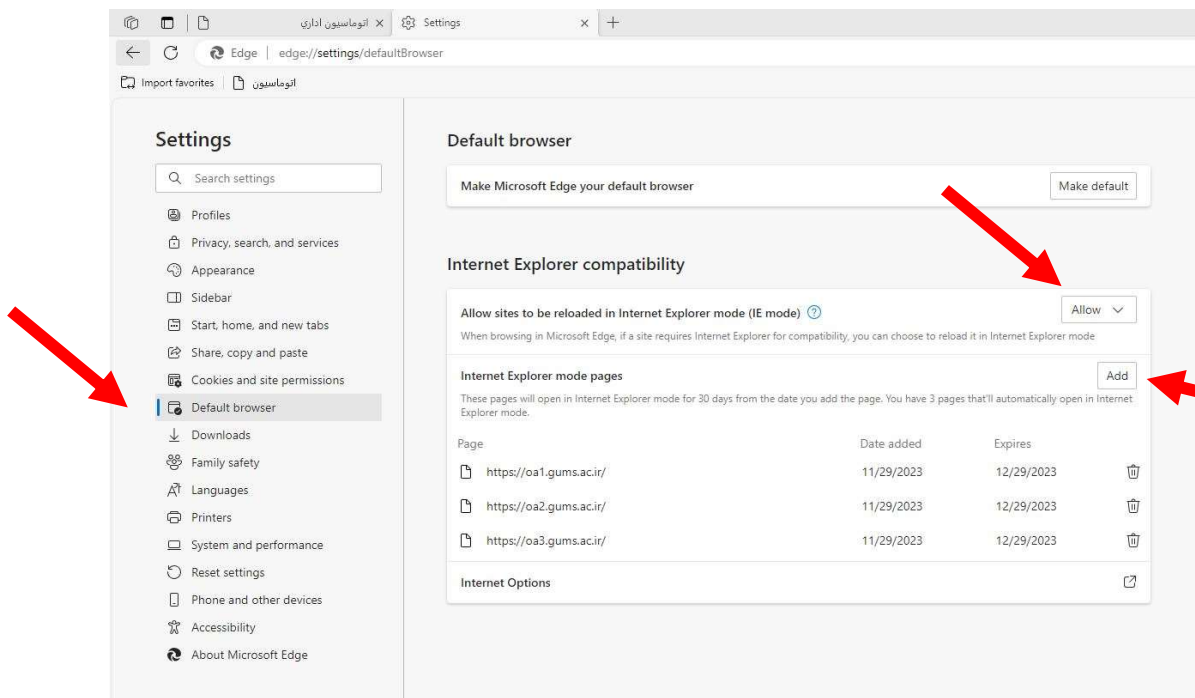 اتوماسیون اداری
Settings
Edge | edge://settings/defaultBrowser
Import favorites
اتوماسیون
Settings
Search settings
Profiles
Privacy, search, and services
Appearance
Sidebar
Start, home, and new tabs
Share, copy and paste
Cookies and site permissions
Default browser
Downloads
Family safety
Languages
Printers
System and performance
Reset settings
Phone and other devices
Accessibility
About Microsoft Edge
Default browser
Make Microsoft Edge your default browser
Make default
Internet Explorer compatibility
Allow sites to be reloaded in Internet Explorer mode (IE mode)
Allow
When browsing in Microsoft Edge, if a site requires Internet Explorer for compatibility, you can choose to reload it in Internet Explorer mode
Internet Explorer mode pages
Add
These pages will open in Internet Explorer mode for 30 days from the date you add the page. You have 3 pages that'll automatically open in Internet
Explorer mode.
Page Date added Expires
https://oa1.gums.ac.ir/ 11/29/2023 12/29/2023
https://oa2.gums.ac.ir/ 11/29/2023 12/29/2023
https://oa3.gums.ac.ir/ 11/29/2023 12/29/2023
Internet Options